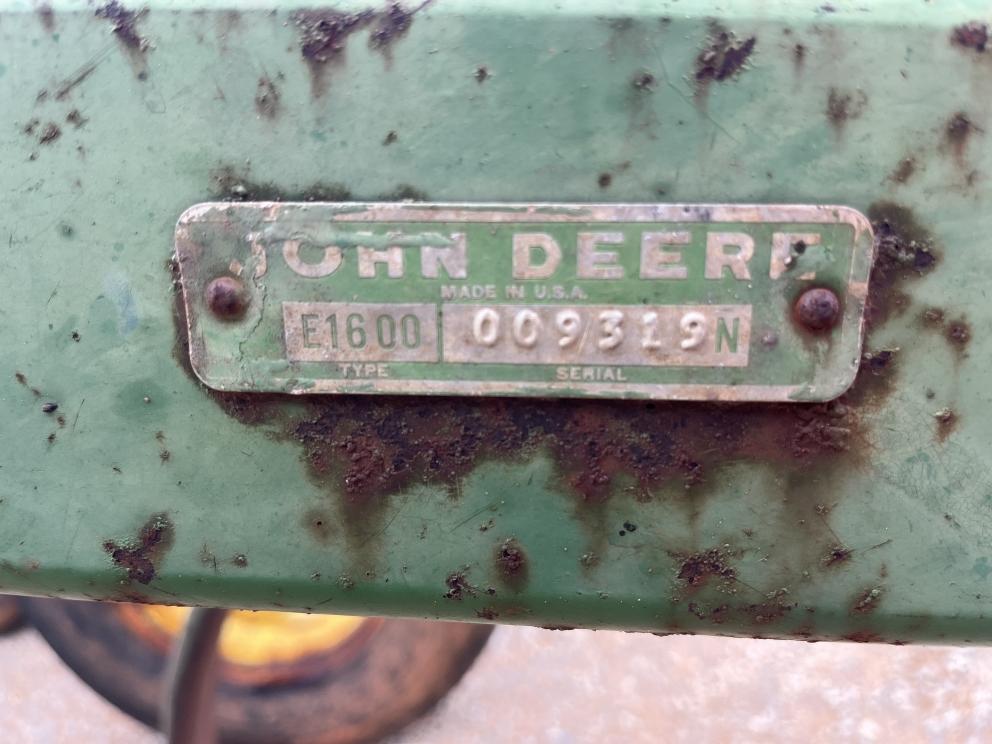 JOHN DEERE
MADE IN U.S.A.
E1600 009319N
TYPE SERIAL